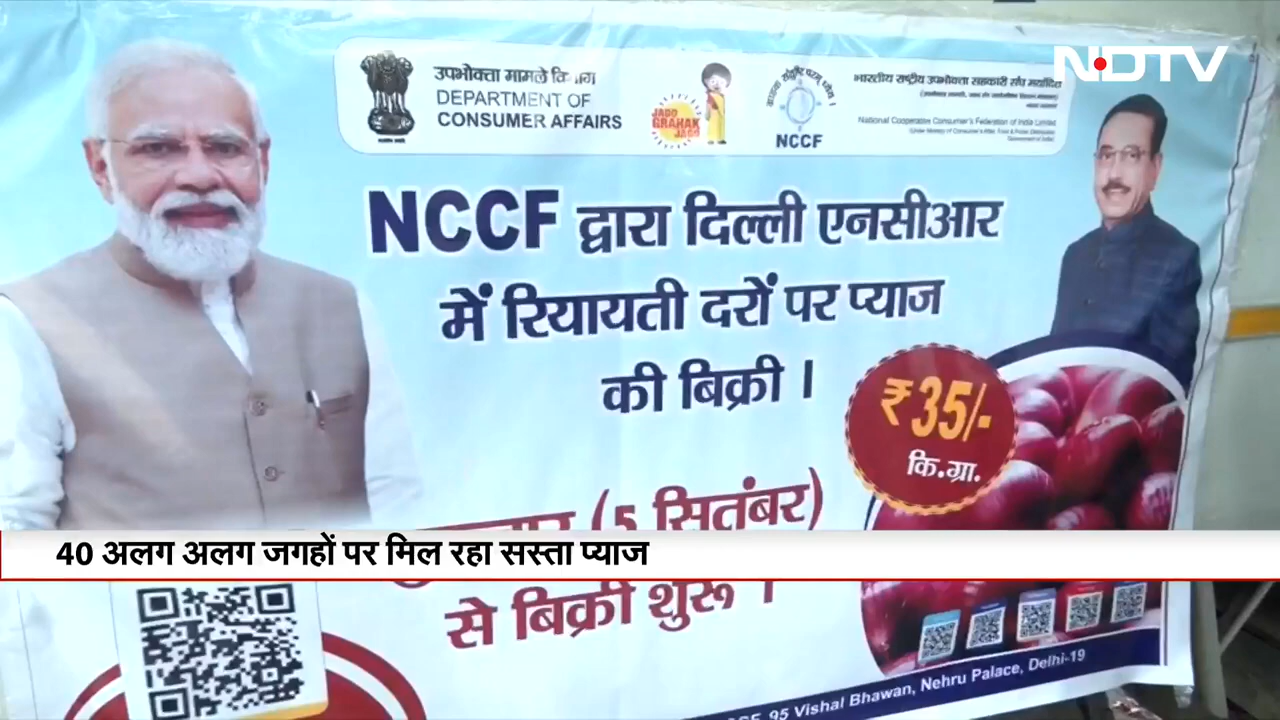 NDTV
उपभोक्ता मामले विभाग
DEPARTMENT OF
CONSUMER AFFAIRS
JAGO
GRAHAK
JAGO
NCCF
भारतीय राष्ट्रीय उपभोक्ता सहकारी संघ मर्यादित
National Cooperative Consumer's Federation of India Limited
NCCF द्वारा दिल्ली एनसीआर
में रियायती दरों पर प्याज
की बिक्री ।
₹ 35/-
कि.ग्रा.
(5 सितंबर)
40 अलग अलग जगहों पर मिल रहा सस्ता प्याज
से बिक्री शुरू ।
95 Vishal Bhawan, Nehru Palace, Delhi-19